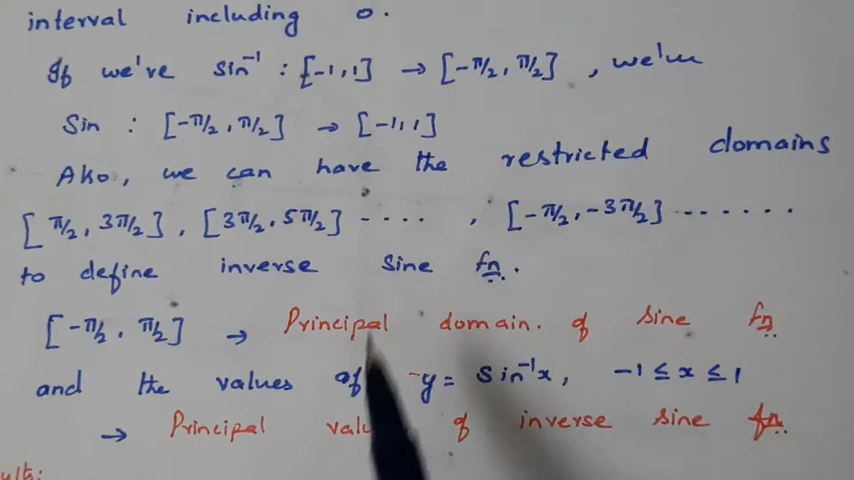 interval including 0.
If we've sin⁻¹ : [-1,1] → [-π/2, π/2] , we'll
Sin : [-π/2, π/2] → [-1,1]
Also, we can have the restricted domains
[π/2, 3π/2] , [3π/2, 5π/2] - - - - , [-π/2, -3π/2] - - - - - - -
to define inverse sine fn.
[-π/2, π/2] → Principal domain. of sine fn.
and the values of y = sin⁻¹x, -1 ≤ x ≤ 1
→ Principal of inverse sine fn.